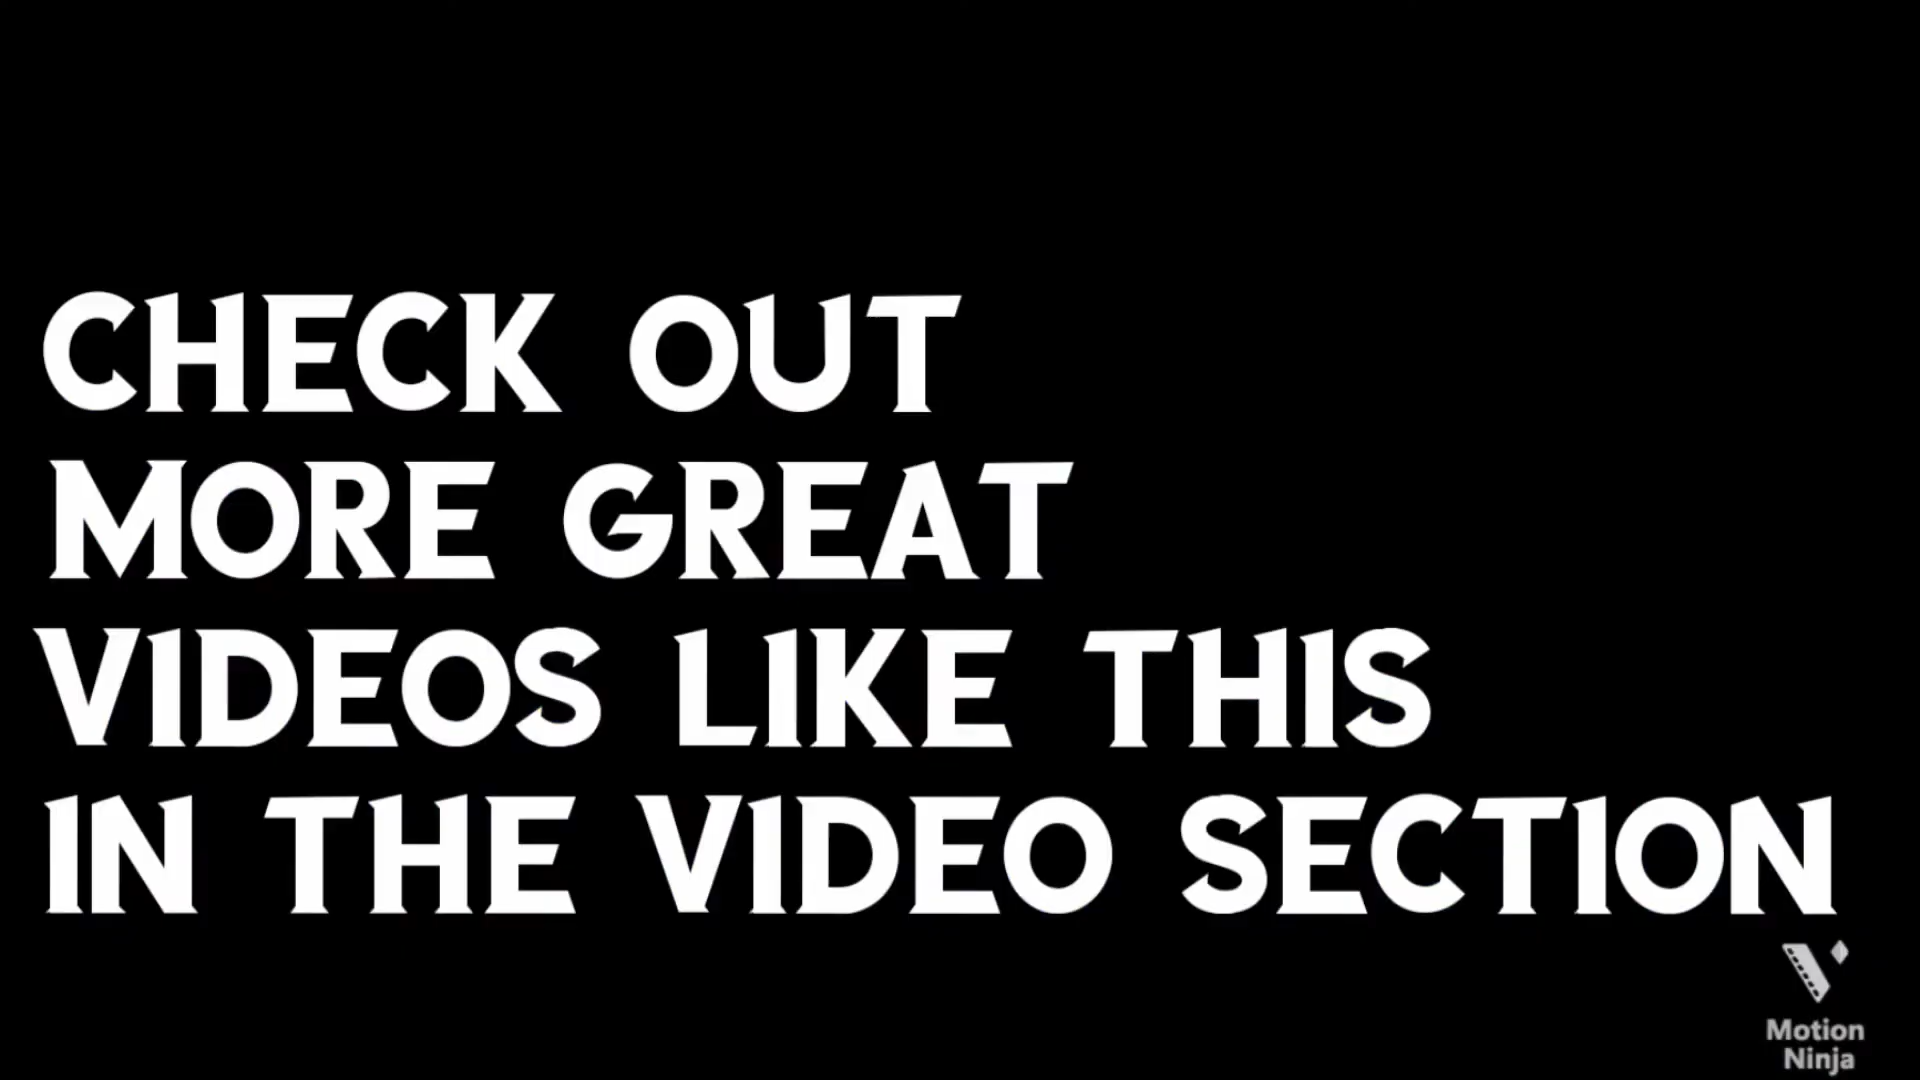 CHECK OUT
MORE GREAT
VIDEOS LIKE THIS
IN THE VIDEO SECTION
Motion
Ninja